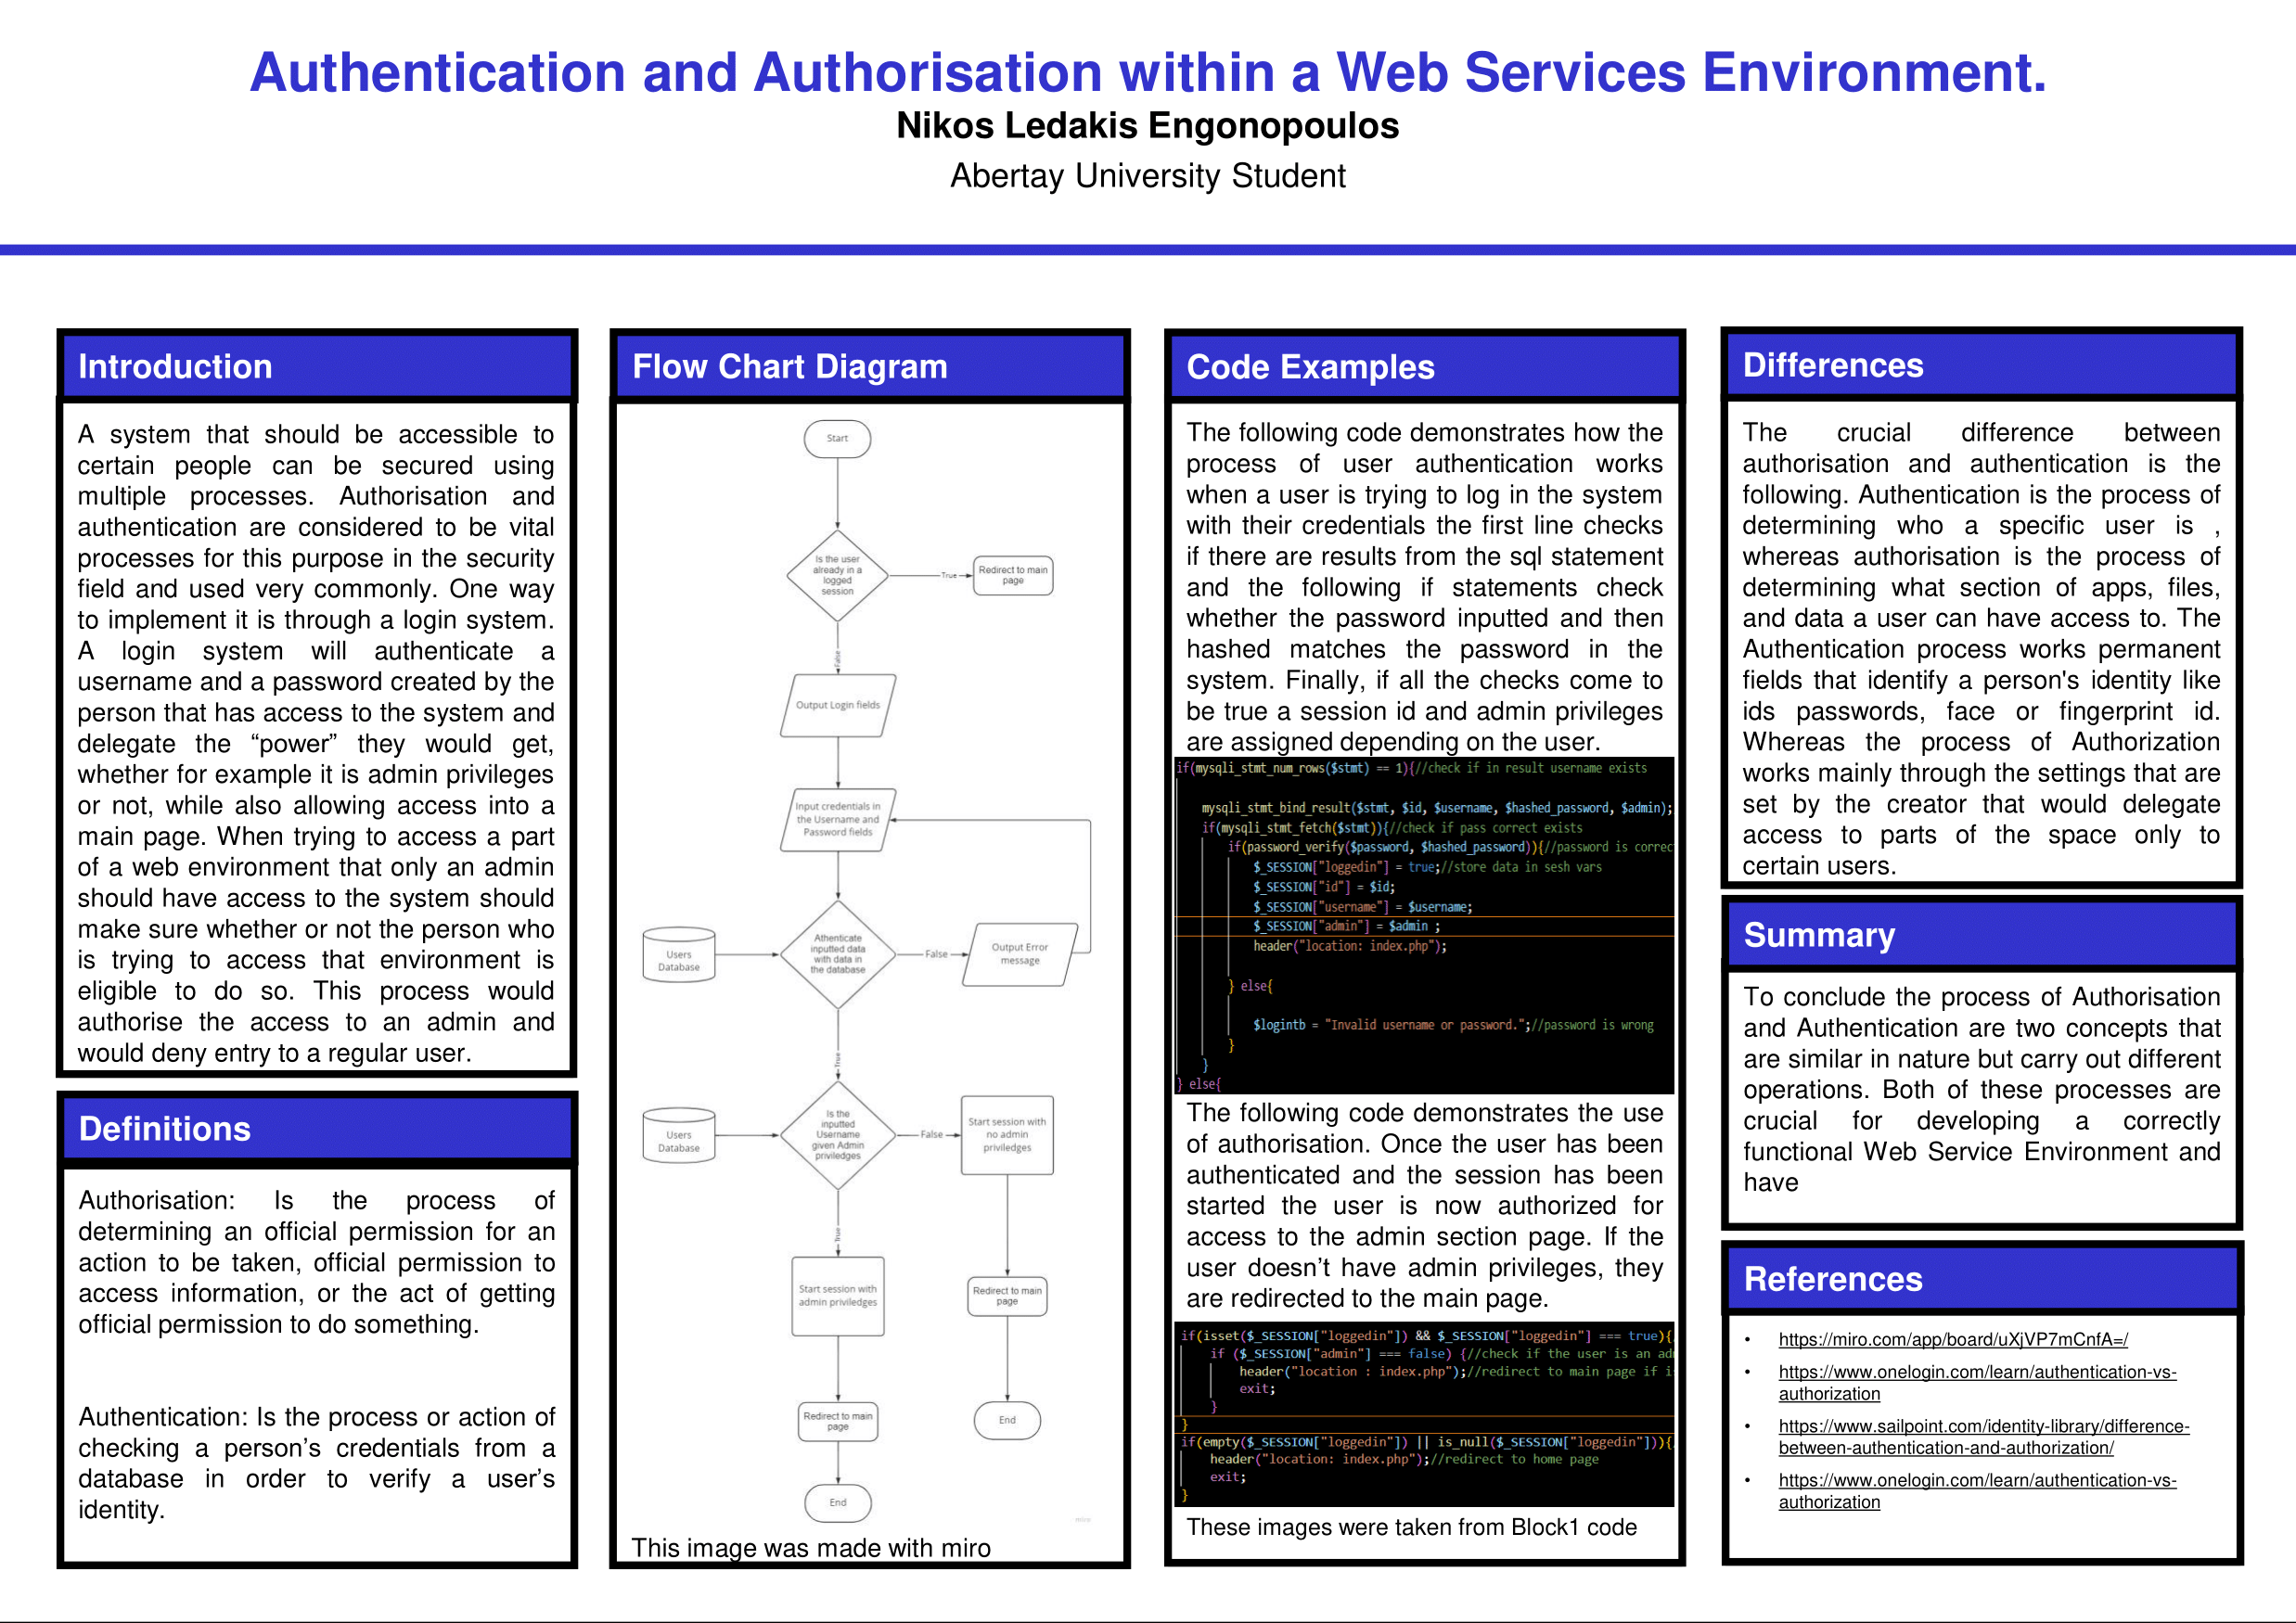 Authentication and Authorisation within a Web Services Environment.
Nikos Ledakis Engonopoulos
Abertay University Student
Introduction
A system that should be accessible to
certain people can be secured using
multiple processes. Authorisation and
authentication are considered to be vital
processes for this purpose in the security
field and used very commonly. One way
to implement it is through a login system.
A login system will authenticate a
username and a password created by the
person that has access to the system and
delegate the “power” they would get,
whether for example it is admin privileges
or not, while also allowing access into a
main page. When trying to access a part
of a web environment that only an admin
should have access to the system should
make sure whether or not the person who
is trying to access that environment is
eligible to do so. This process would
authorise the access to an admin and
would deny entry to a regular user.
Definitions
Authorisation: Is the process of
determining an official permission for an
action to be taken, official permission to
access information, or the act of getting
official permission to do something.
Authentication: Is the process or action of
checking a person’s credentials from a
database in order to verify a user’s
identity.
Flow Chart Diagram
Start
Is the user
already in a
logged
session
True
Redirect to main
page
False
Output Login fields
Input credentials in
the Username and
Password fields
Users
Database
Athenticate
inputted data
with data in
the database
False
Output Error
message
True
Users
Database
Is the
inputted
Username
given Admin
priviledges
False
Start session with
no admin
priviledges
True
Start session with
admin priviledges
Redirect to main
page
Redirect to main
page
End
End
miro
This image was made with miro
Code Examples
The following code demonstrates how the
process of user authentication works
when a user is trying to log in the system
with their credentials the first line checks
if there are results from the sql statement
and the following if statements check
whether the password inputted and then
hashed matches the password in the
system. Finally, if all the checks come to
be true a session id and admin privileges
are assigned depending on the user.
if(mysqli_stmt_num_rows($stmt) == 1){//check if in result username exists
mysqli_stmt_bind_result($stmt, $id, $username, $hashed_password, $admin);
if(mysqli_stmt_fetch($stmt)){//check if pass correct exists
if(password_verify($password, $hashed_password)){//password is correc
$_SESSION["loggedin"] = true;//store data in sesh vars
$_SESSION["id"] = $id;
$_SESSION["username"] = $username;
$_SESSION["admin"] = $admin ;
header("location: index.php");
} else{
$logintb = "Invalid username or password.";//password is wrong
}
}
} else{
The following code demonstrates the use
of authorisation. Once the user has been
authenticated and the session has been
started the user is now authorized for
access to the admin section page. If the
user doesn’t have admin privileges, they
are redirected to the main page.
if(isset($_SESSION["loggedin"]) && $_SESSION["loggedin"] === true){
if ($_SESSION["admin"] === false) {//check if the user is an ad
header("location : index.php");//redirect to main page if i
exit;
}
}
if(empty($_SESSION["loggedin"]) || is_null($_SESSION["loggedin"])){
header("location: index.php");//redirect to home page
exit;
}
These images were taken from Block1 code
Differences
The crucial difference between
authorisation and authentication is the
following. Authentication is the process of
determining who a specific user is ,
whereas authorisation is the process of
determining what section of apps, files,
and data a user can have access to. The
Authentication process works permanent
fields that identify a person's identity like
ids passwords, face or fingerprint id.
Whereas the process of Authorization
works mainly through the settings that are
set by the creator that would delegate
access to parts of the space only to
certain users.
Summary
To conclude the process of Authorisation
and Authentication are two concepts that
are similar in nature but carry out different
operations. Both of these processes are
crucial for developing a correctly
functional Web Service Environment and
have
References
• https://miro.com/app/board/uXjVP7mCnfA=/
• https://www.onelogin.com/learn/authentication-vs-
authorization
• https://www.sailpoint.com/identity-library/difference-
between-authentication-and-authorization/
• https://www.onelogin.com/learn/authentication-vs-
authorization